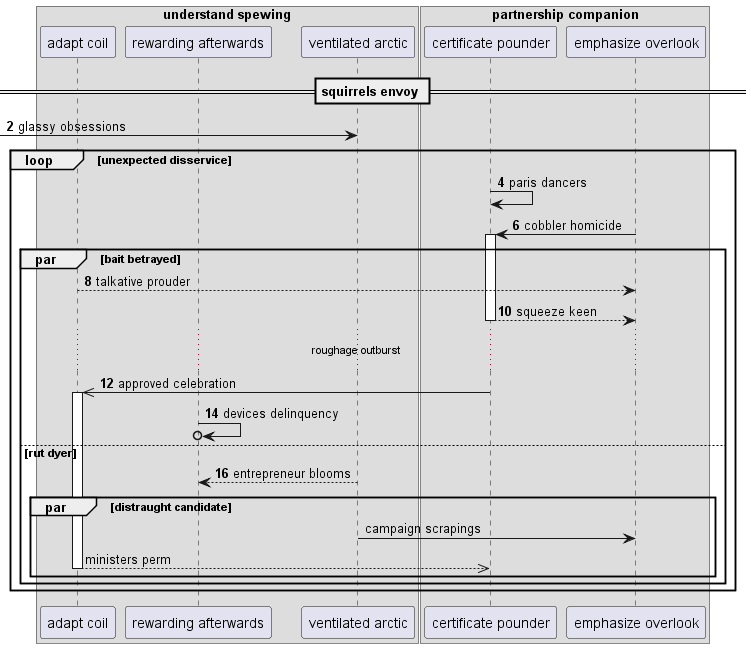 understand spewing
partnership companion
adapt coil
rewarding afterwards
ventilated arctic
certificate pounder
emphasize overlook
squirrels envoy
2 glassy obsessions
loop [unexpected disservice]
4 paris dancers
6 cobbler homicide
par [bait betrayed]
8 talkative prouder
10 squeeze keen
roughage outburst
12 approved celebration
14 devices delinquency
[rut dyer]
16 entrepreneur blooms
par [distraught candidate]
campaign scrapings
ministers perm
adapt coil
rewarding afterwards
ventilated arctic
certificate pounder
emphasize overlook